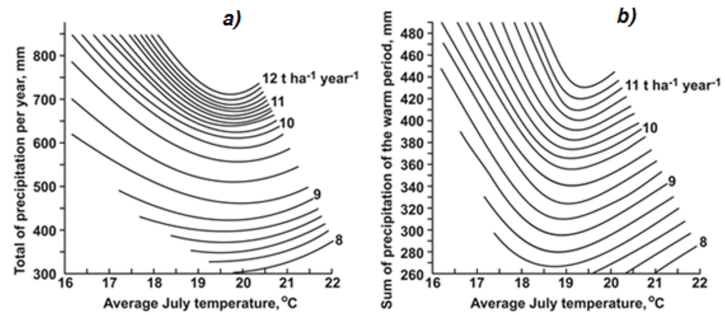 a)
Total of precipitation per year, mm
800
700
600
500
400
300
12 t ha⁻¹ year⁻¹
11
10
9
8
16 17 18 19 20 21 22
Average July temperature, °C
b)
Sum of precipitation of the warm period, mm
480
460
440
420
400
380
360
340
320
300
280
260
11 t ha⁻¹ year⁻¹
10
9
8
16 17 18 19 20 21 22
Average July temperature, °C